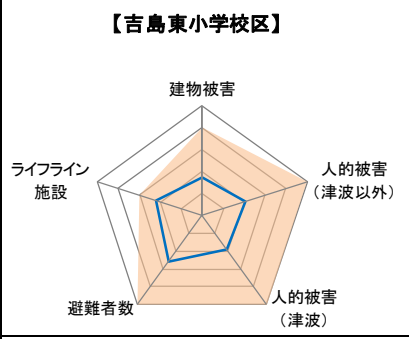 【吉島東小学校区】
建物被害
ライフライン
施設
人的被害
（津波以外）
避難者数
人的被害
（津波）